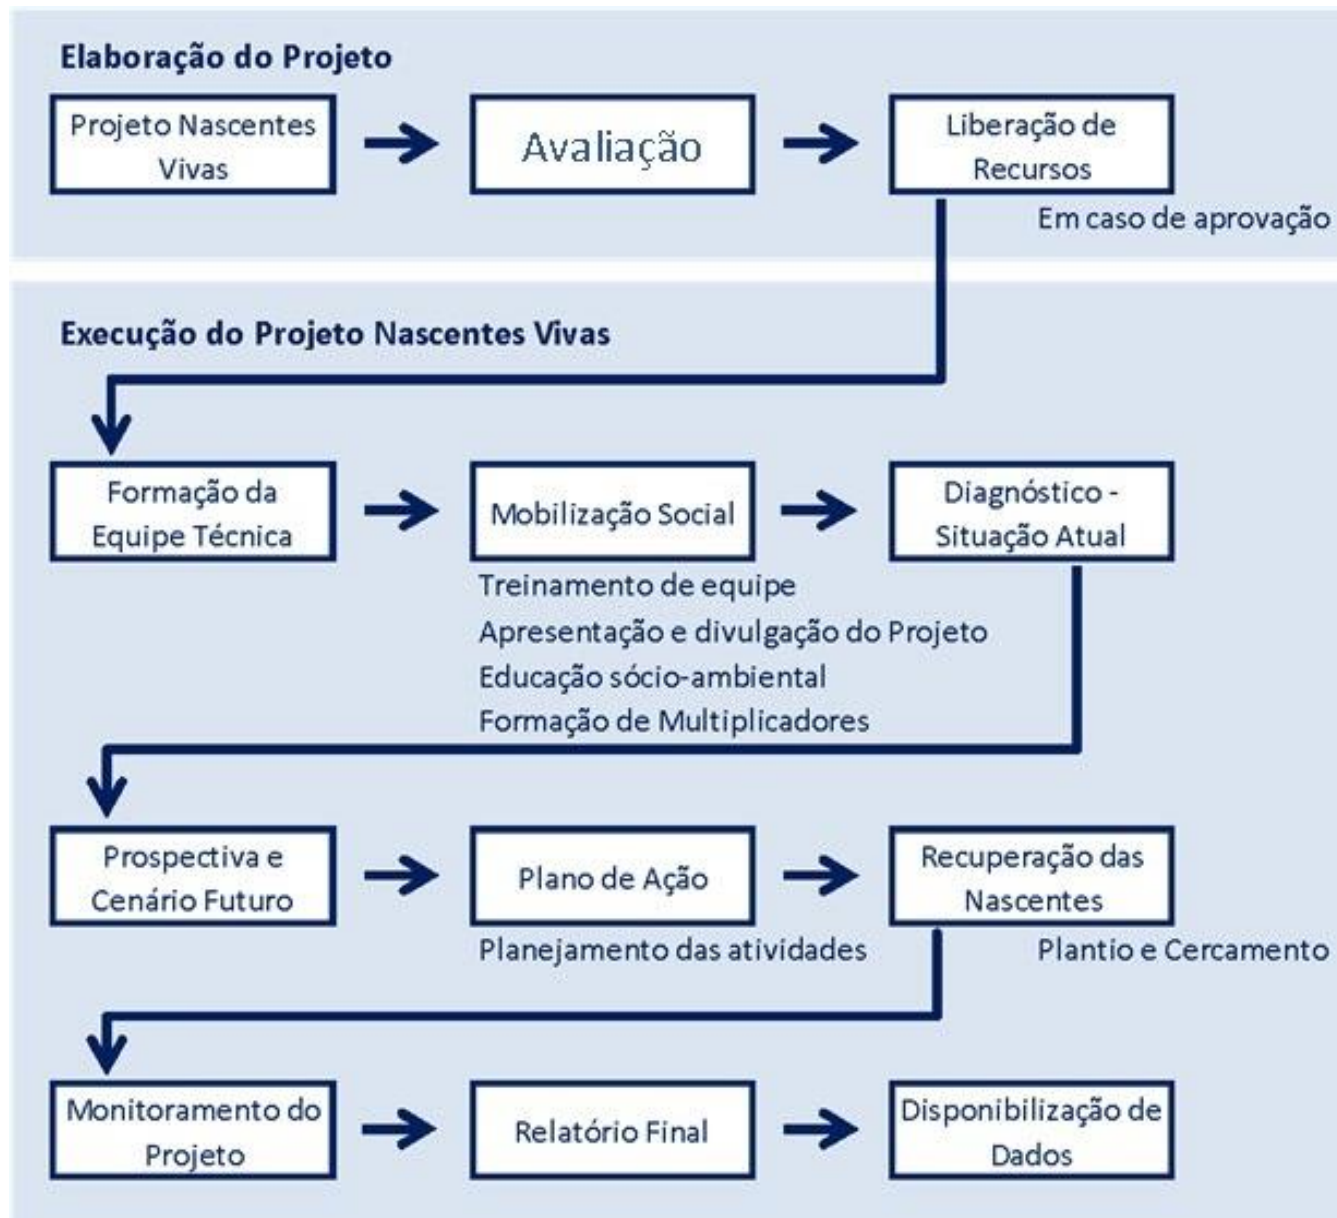 Elaboração do Projeto
Projeto Nascentes
Vivas
Avaliação
Liberação de
Recursos
Em caso de aprovação
Execução do Projeto Nascentes Vivas
Formação da
Equipe Técnica
Mobilização Social
Treinamento de equipe
Apresentação e divulgação do Projeto
Educação sócio-ambiental
Formação de Multiplicadores
Diagnóstico -
Situação Atual
Prospectiva e
Cenário Futuro
Plano de Ação
Planejamento das atividades
Recuperação das
Nascentes
Plantio e Cercamento
Monitoramento do
Projeto
Relatório Final
Disponibilização de
Dados